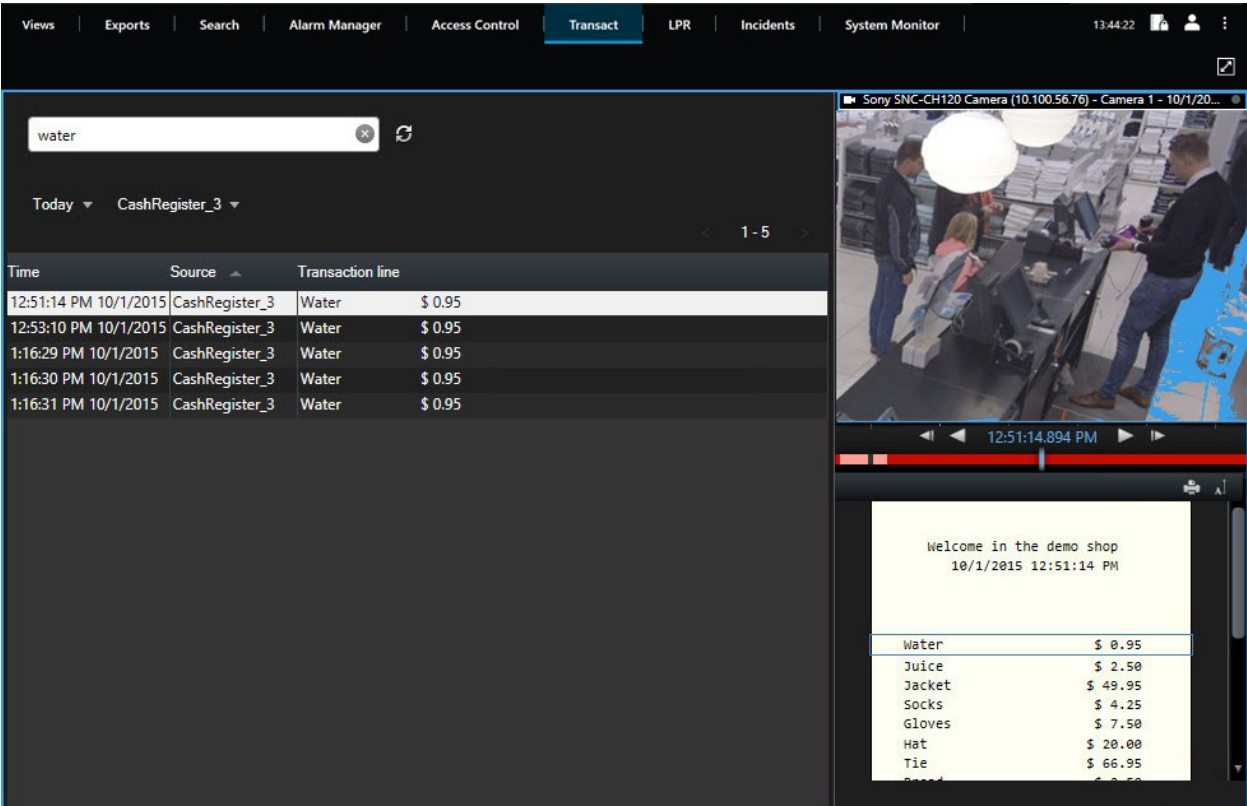 Views Exports Search Alarm Manager Access Control Transact LPR Incidents System Monitor 13:44:22
Sony SNC-CH120 Camera (10.100.56.76) - Camera 1 - 10/1/20...
water
Today CashRegister_3
< 1 - 5 >
Time Source Transaction line
12:51:14 PM 10/1/2015 CashRegister_3 Water $ 0.95
12:53:10 PM 10/1/2015 CashRegister_3 Water $ 0.95
1:16:29 PM 10/1/2015 CashRegister_3 Water $ 0.95
1:16:30 PM 10/1/2015 CashRegister_3 Water $ 0.95
1:16:31 PM 10/1/2015 CashRegister_3 Water $ 0.95
12:51:14.894 PM
Welcome in the demo shop
10/1/2015 12:51:14 PM
Water $ 0.95
Juice $ 2.50
Jacket $ 49.95
Socks $ 4.25
Gloves $ 7.50
Hat $ 20.00
Tie $ 66.95